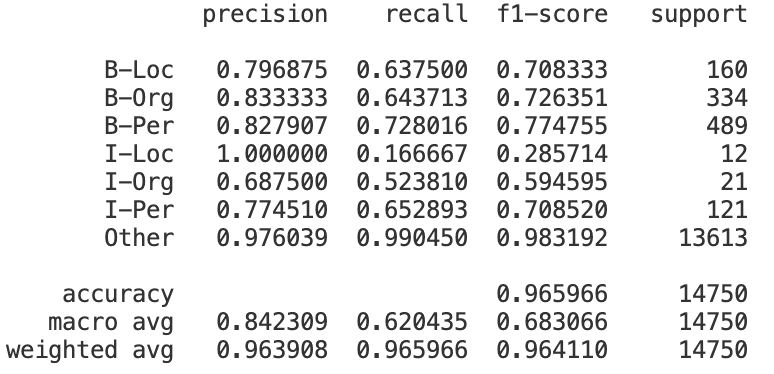 precision recall f1-score support
B-Loc 0.796875 0.637500 0.708333 160
B-Org 0.833333 0.643713 0.726351 334
B-Per 0.827907 0.728016 0.774755 489
I-Loc 1.000000 0.166667 0.285714 12
I-Org 0.687500 0.523810 0.594595 21
I-Per 0.774510 0.652893 0.708520 121
Other 0.976039 0.990450 0.983192 13613
accuracy 0.965966 14750
macro avg 0.842309 0.620435 0.683066 14750
weighted avg 0.963908 0.965966 0.964110 14750